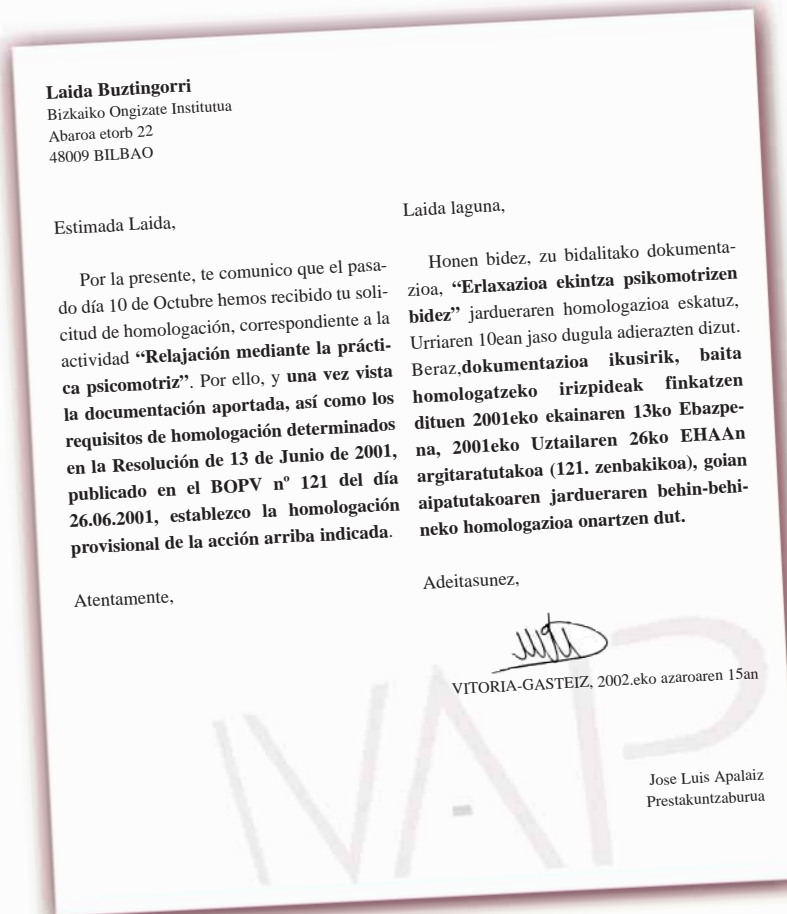 Laida Buztingorri
Bizkaiko Ongizate Institutua
Abaroa etorb 22
48009 BILBAO
Estimada Laida,
Por la presente, te comunico que el pasa-
do día 10 de Octubre hemos recibido tu soli-
citud de homologación, correspondiente a la
actividad “Relajación mediante la prácti-
ca psicomotriz”. Por ello, y una vez vista
la documentación aportada, así como los
requisitos de homologación determinados
en la Resolución de 13 de Junio de 2001,
publicado en el BOPV nº 121 del día
26.06.2001, establezco la homologación
provisional de la acción arriba indicada.
Atentamente,
Laida laguna,
Honen bidez, zu bidalitako dokumenta-
zioa, “Erlaxazioa ekintza psikomotrizen
bidez” jardueraren homologazioa eskatuz,
Urriaren 10ean jaso dugula adierazten dizut.
Beraz,dokumentazioa ikusirik, baita
homologatzeko irizpideak finkatzen
dituen 2001eko ekainaren 13ko Ebazpe-
na, 2001eko Uztailaren 26ko EHAAn
argitaratutakoa (121. zenbakikoa), goian
aipatutakoaren jardueraren behin-behi-
neko homologazioa onartzen dut.
Adeitasunez,
VITORIA-GASTEIZ, 2002.eko azaroaren 15an
Jose Luis Apalaiz
Prestakuntzaburua
IVAP